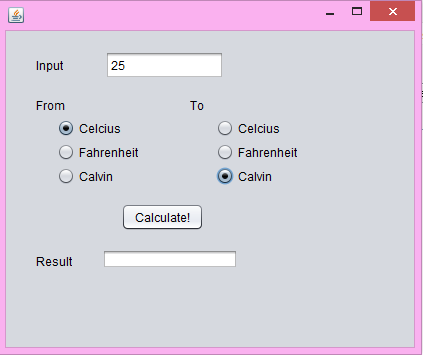 Input 25
From To
Celcius Celcius
Fahrenheit Fahrenheit
Calvin Calvin
Calculate!
Result